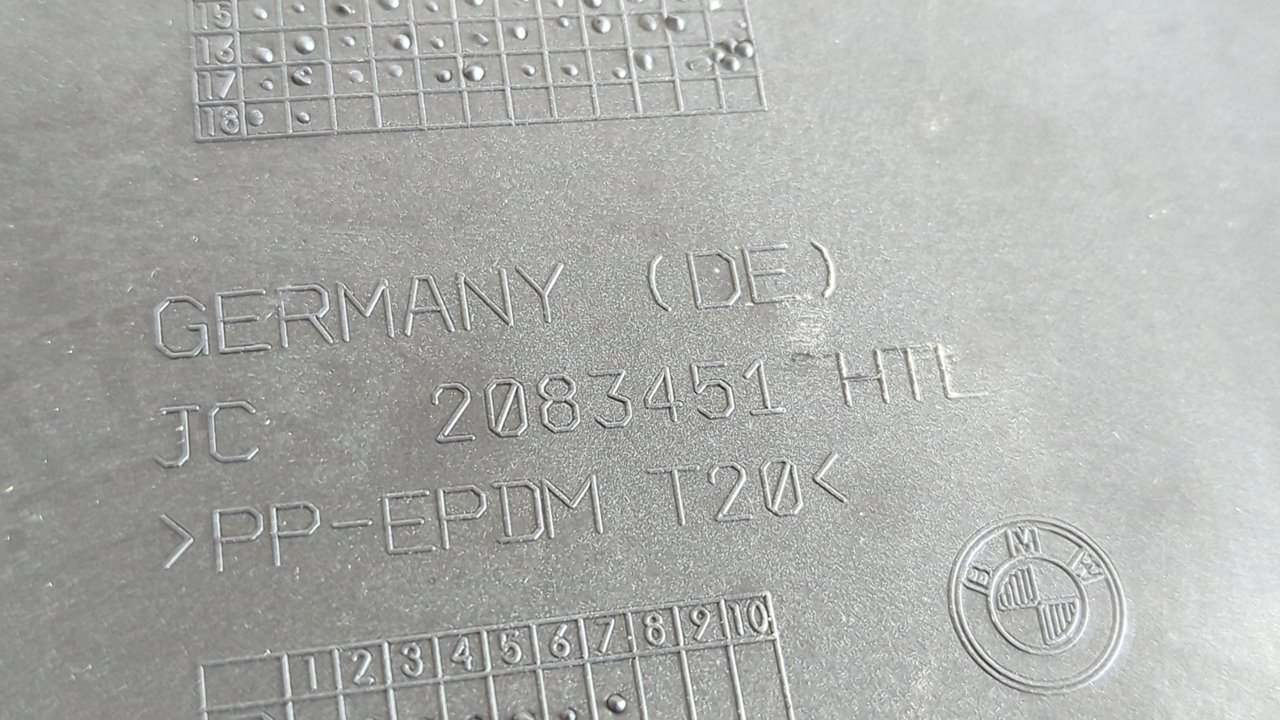 15
16
17
18
GERMANY (DE)
JC 2083451 HTL
>PP-EPDM T20<
BMW
1 2 3 4 5 6 7 8 9 10